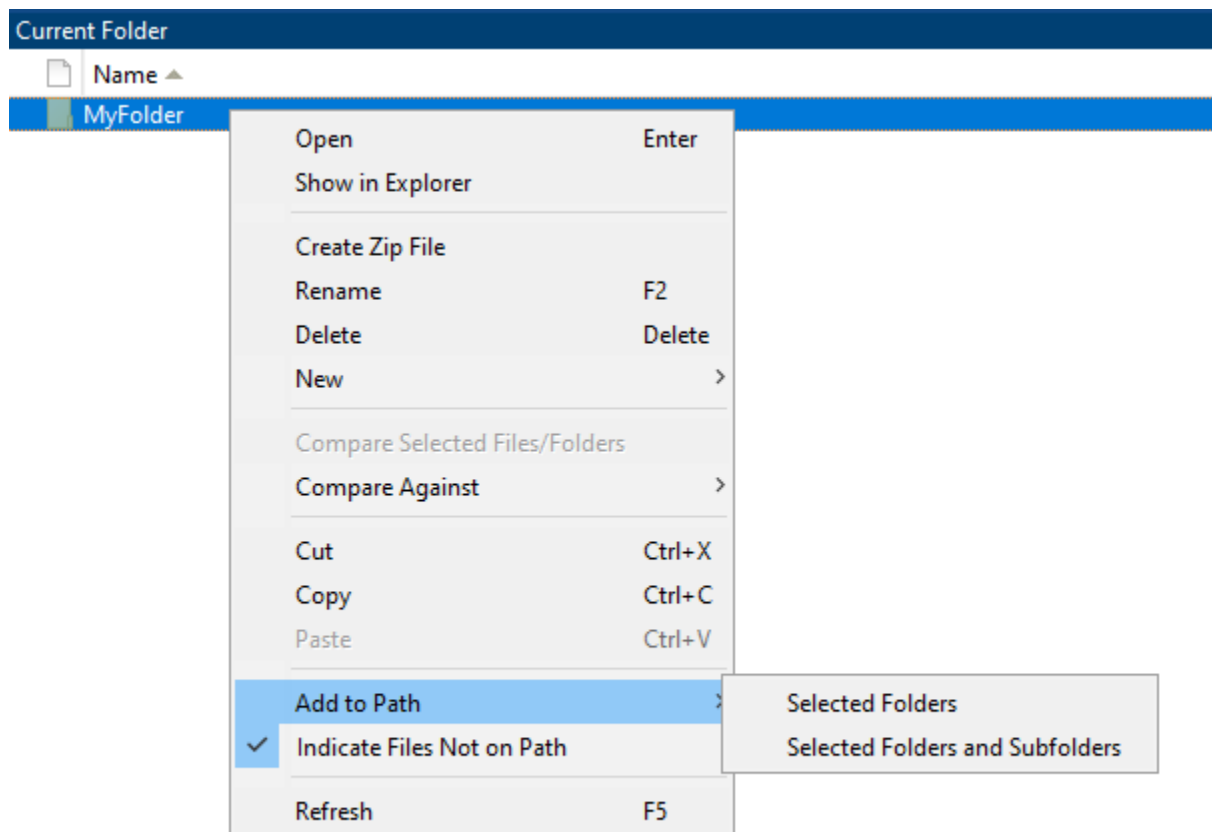 Current Folder
Name
MyFolder
Open Enter
Show in Explorer
Create Zip File
Rename F2
Delete Delete
New
Compare Selected Files/Folders
Compare Against
Cut Ctrl+X
Copy Ctrl+C
Paste Ctrl+V
Add to Path
Selected Folders
Indicate Files Not on Path
Selected Folders and Subfolders
Refresh F5